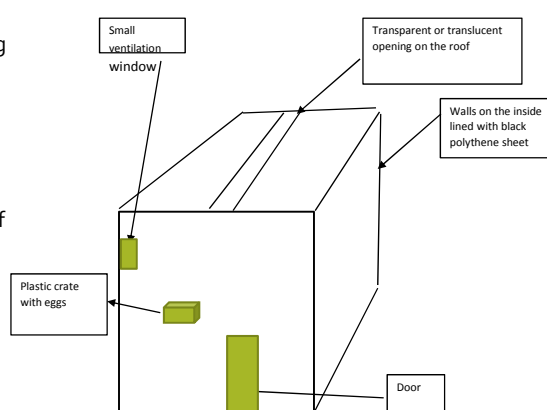 g
Small
ventilation
window
Transparent or translucent
opening on the roof
Walls on the inside
lined with black
polythene sheet
f
Plastic crate
with eggs
Door